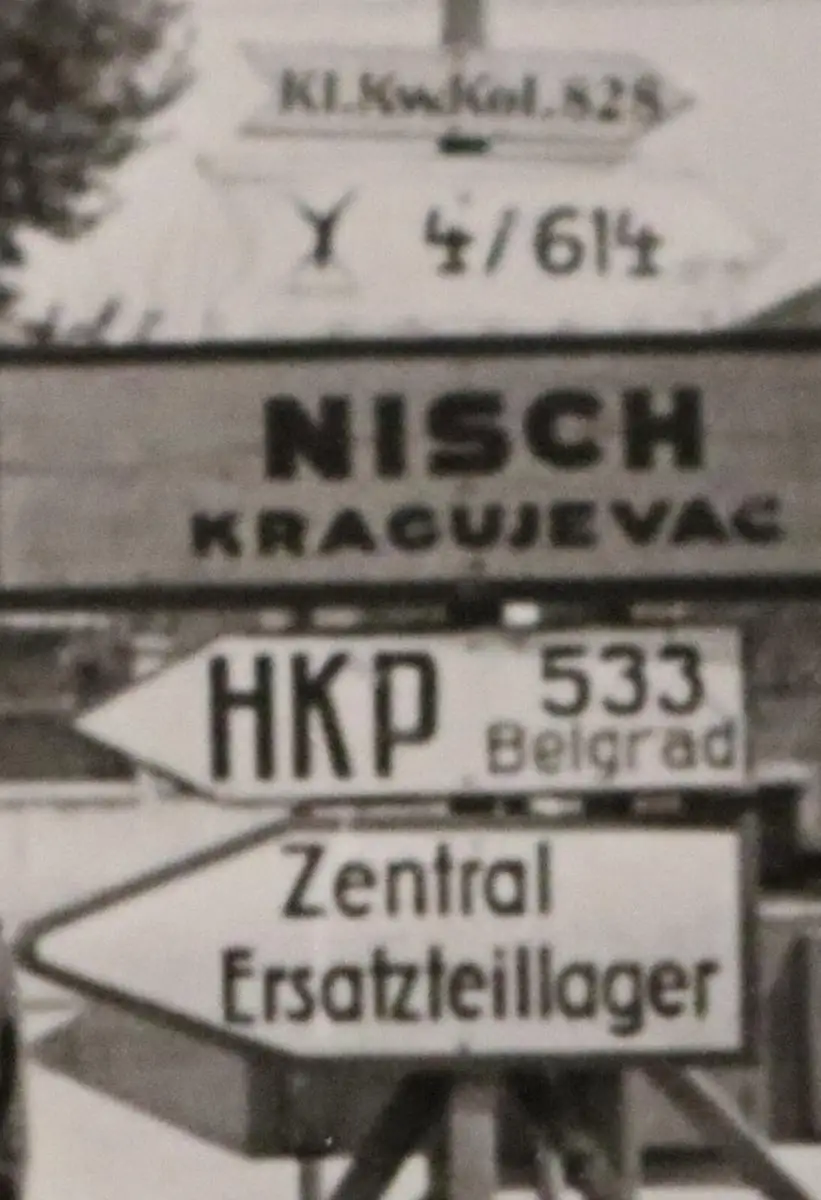 Kl.Kw.Kol.828
4/614
NISCH
KRAGUJEVAC
HKP 533
Belgrad
Zentral
Ersatzteillager